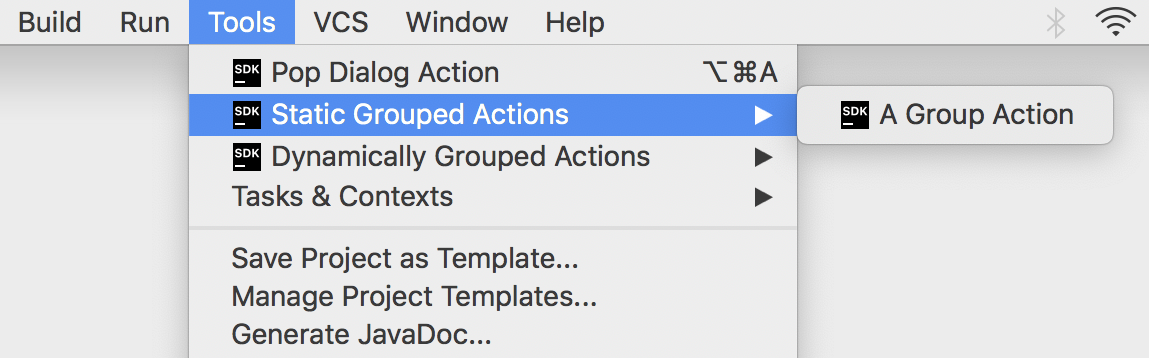 Build Run Tools VCS Window Help
SDK Pop Dialog Action ⌥⌘A
SDK Static Grouped Actions ▶ SDK A Group Action
SDK Dynamically Grouped Actions ▶
Tasks & Contexts ▶
Save Project as Template...
Manage Project Templates...
Generate JavaDoc...